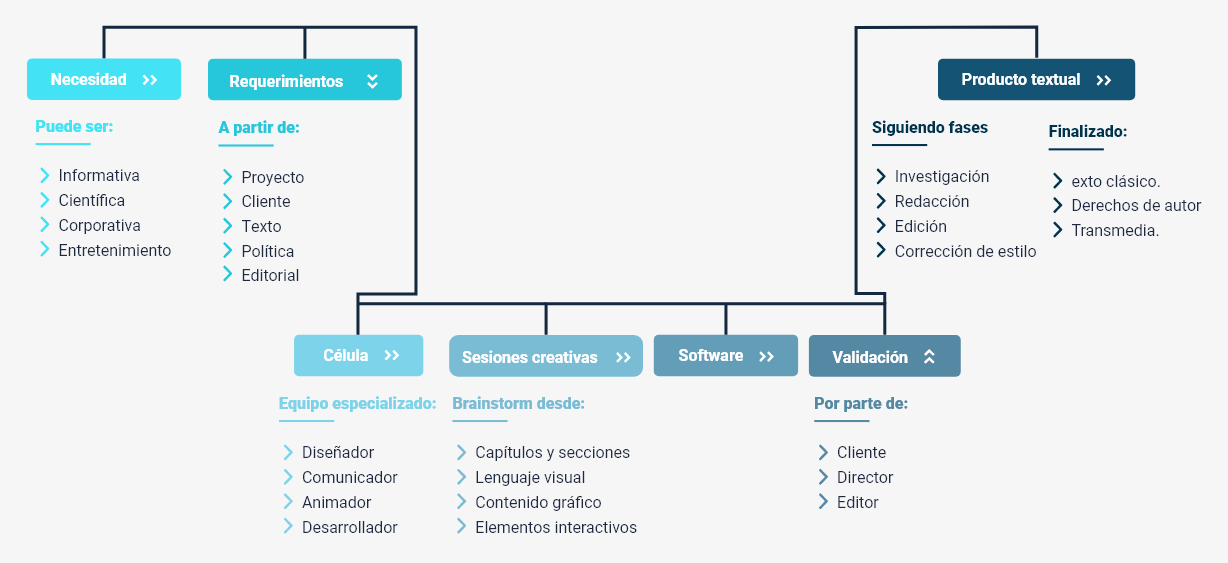 Necesidad
Puede ser:
Informativa
Científica
Corporativa
Entretenimiento
Requerimientos
A partir de:
Proyecto
Cliente
Texto
Política
Editorial
Célula
Equipo especializado:
Diseñador
Comunicador
Animador
Desarrollador
Sesiones creativas
Brainstorm desde:
Capítulos y secciones
Lenguaje visual
Contenido gráfico
Elementos interactivos
Software
Validación
Por parte de:
Cliente
Director
Editor
Producto textual
Siguiendo fases
Investigación
Redacción
Edición
Corrección de estilo
Finalizado:
exto clásico.
Derechos de autor
Transmedia.